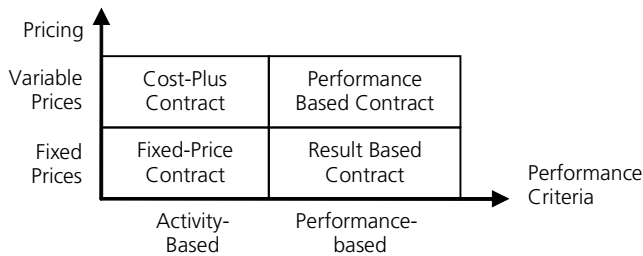 Pricing
Variable
Prices
Cost-Plus
Contract
Performance
Based Contract
Fixed
Prices
Fixed-Price
Contract
Result Based
Contract
Performance
Criteria
Activity-
Based
Performance-
based